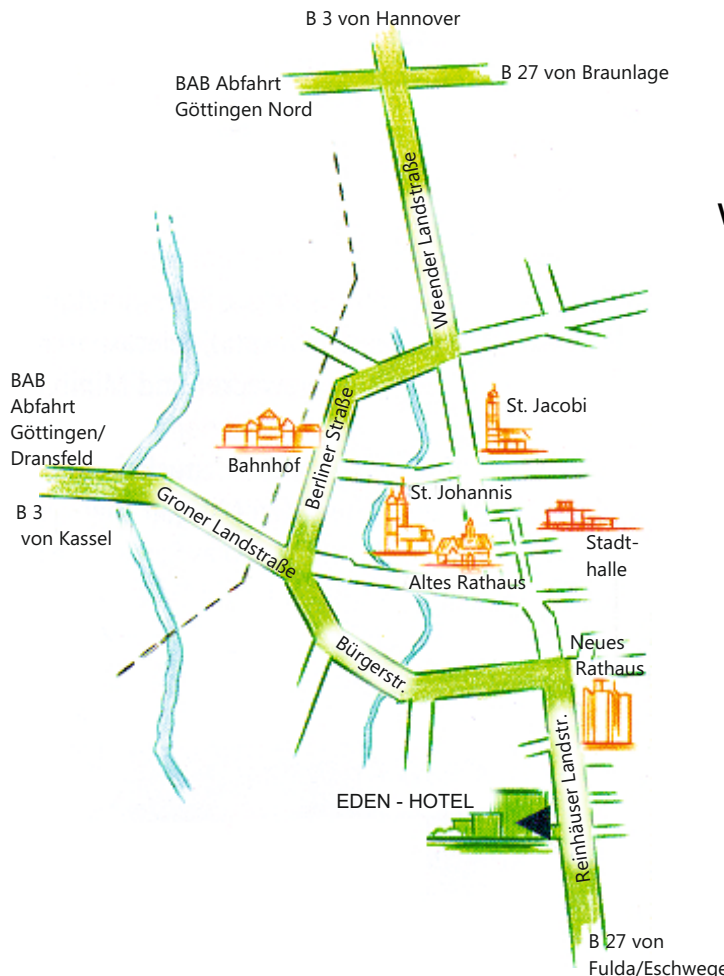 B 3 von Hannover
BAB Abfahrt
Göttingen Nord
B 27 von Braunlage
Weender Landstraße
BAB
Abfahrt
Göttingen/
Dransfeld
St. Jacobi
Bahnhof
Berliner Straße
St. Johannis
B 3
von Kassel
Groner Landstraße
Stadt-
halle
Altes Rathaus
Bürgerstr.
Neues
Rathaus
EDEN - HOTEL
Reinhäuser Landstr.
B 27 von
Fulda/Eschwege